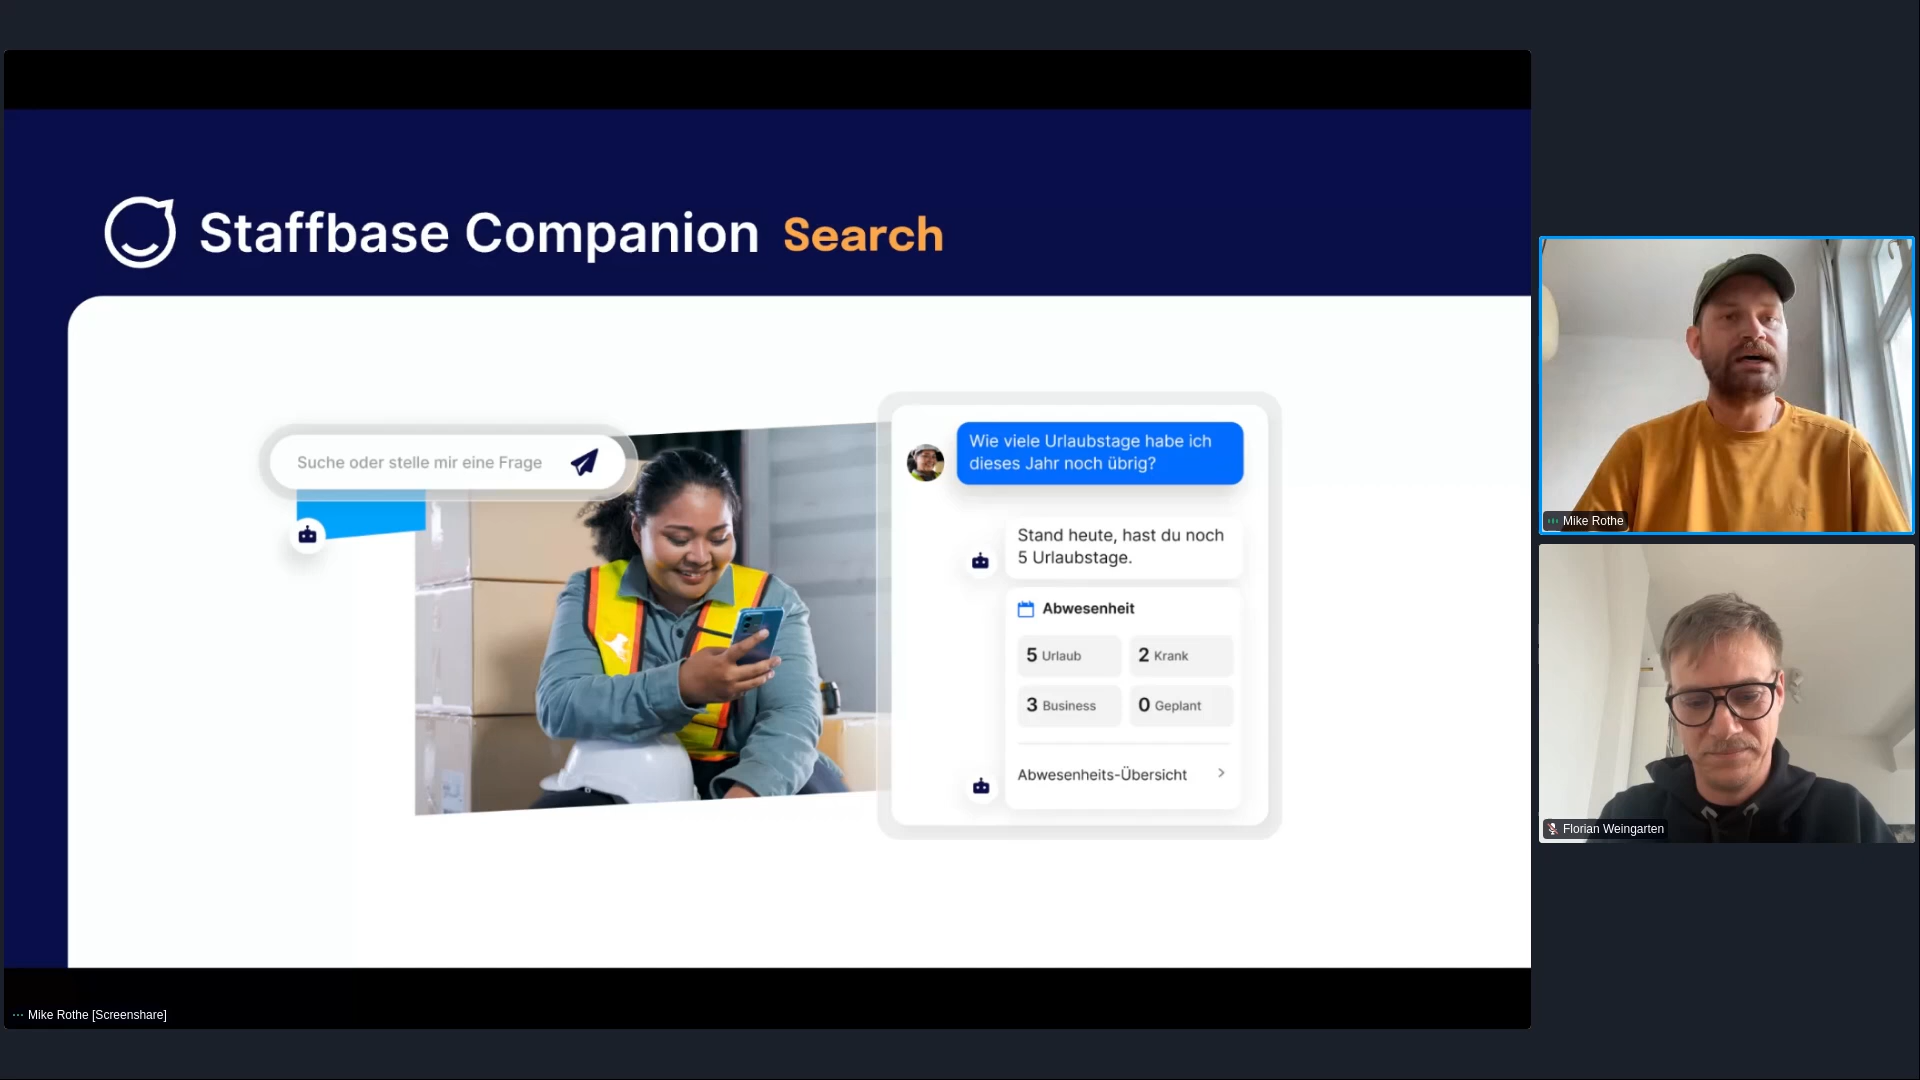 Staffbase Companion Search
Suche oder stelle mir eine Frage
Wie viele Urlaubstage habe ich
dieses Jahr noch übrig?
Stand heute, hast du noch
5 Urlaubstage.
Abwesenheit
5 Urlaub
2 Krank
3 Business
0 Geplant
Abwesenheits-Übersicht
Mike Rothe
Florian Weingarten
Mike Rothe [Screenshare]